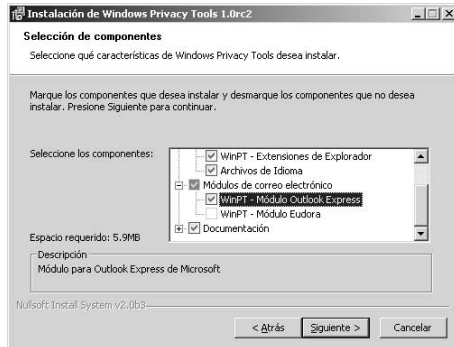 Instalación de Windows Privacy Tools 1.0rc2
Selección de componentes
Seleccione qué características de Windows Privacy Tools desea instalar.
Marque los componentes que desea instalar y desmarque los componentes que no desea
instalar. Presione Siguiente para continuar.
Seleccione los componentes:
WinPT - Extensiones de Explorador
Archivos de Idioma
Módulos de correo electrónico
WinPT - Módulo Outlook Express
WinPT - Módulo Eudora
Documentación
Espacio requerido: 5.9MB
Descripción
Módulo para Outlook Express de Microsoft
Nullsoft Install System v2.0b3
< Atrás
Siguiente >
Cancelar